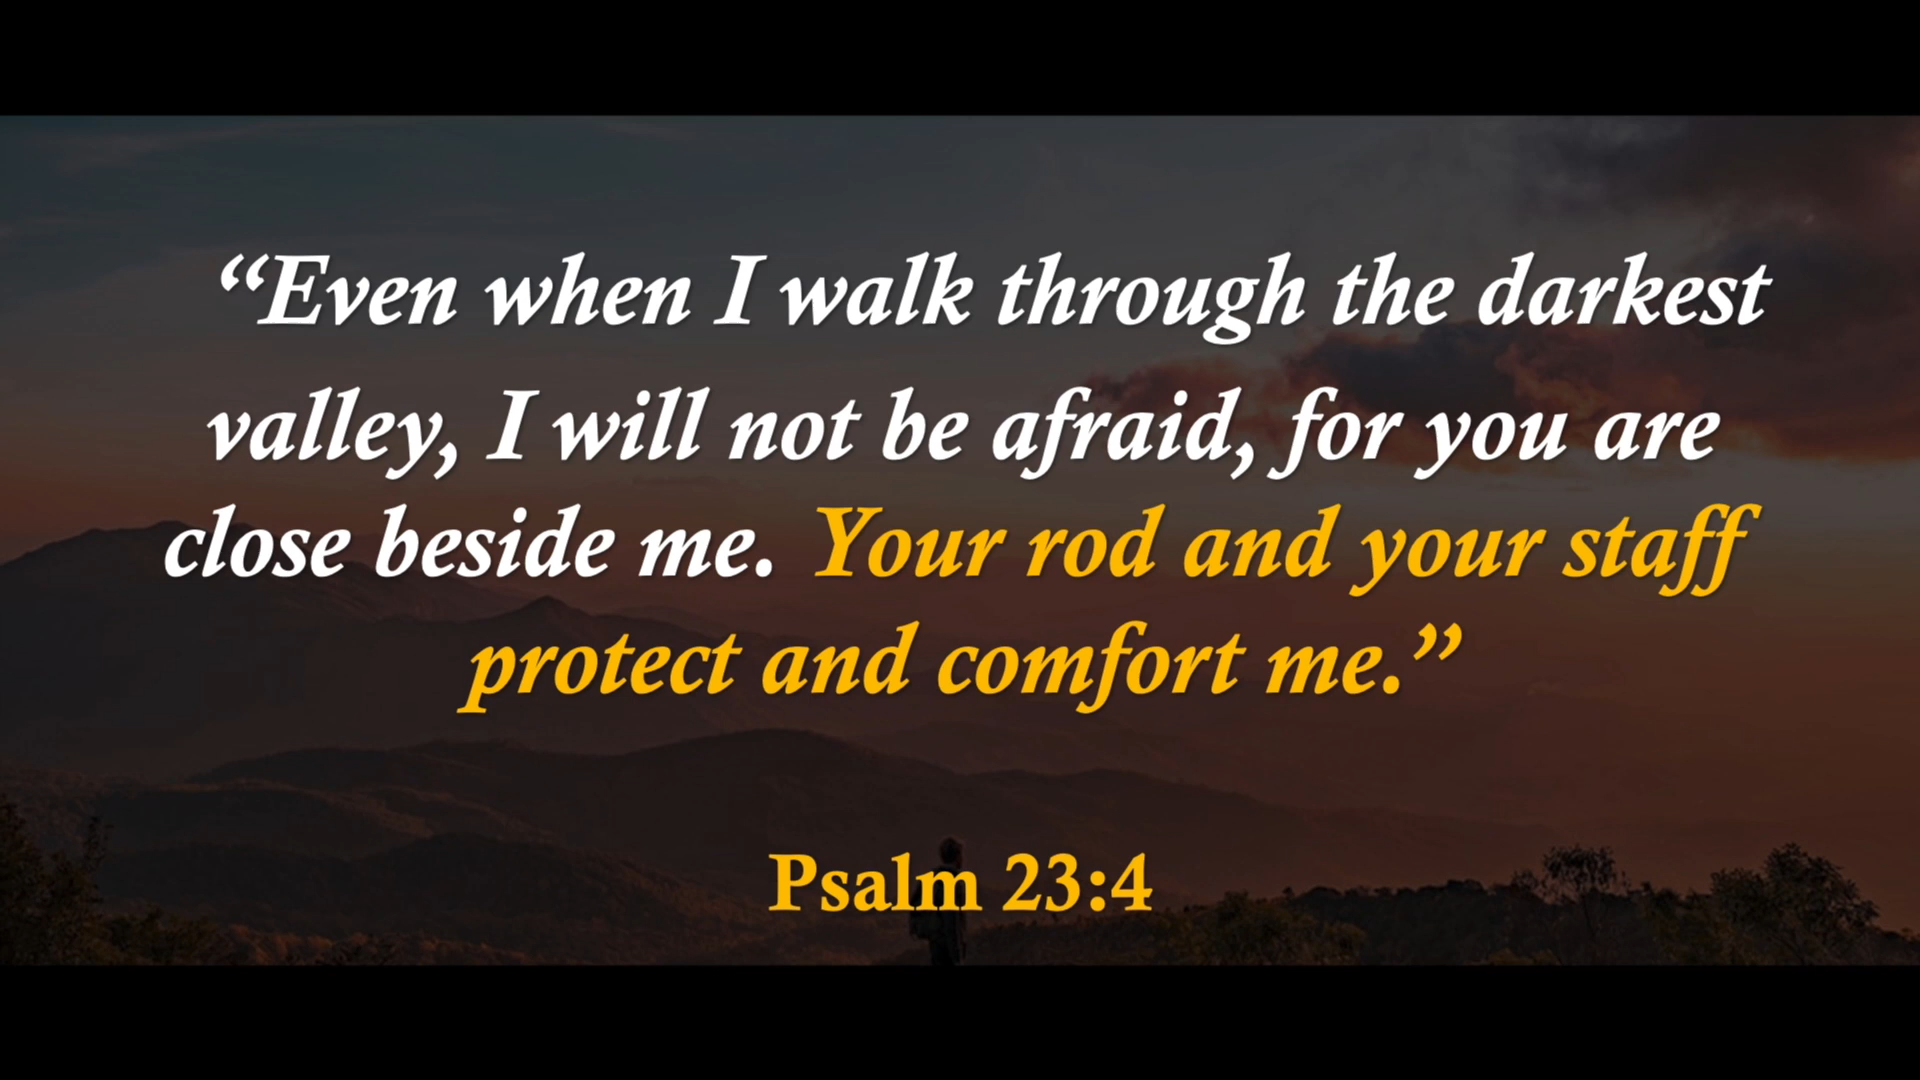 “Even when I walk through the darkest
valley, I will not be afraid, for you are
close beside me. Your rod and your staff
protect and comfort me.”
Psalm 23:4